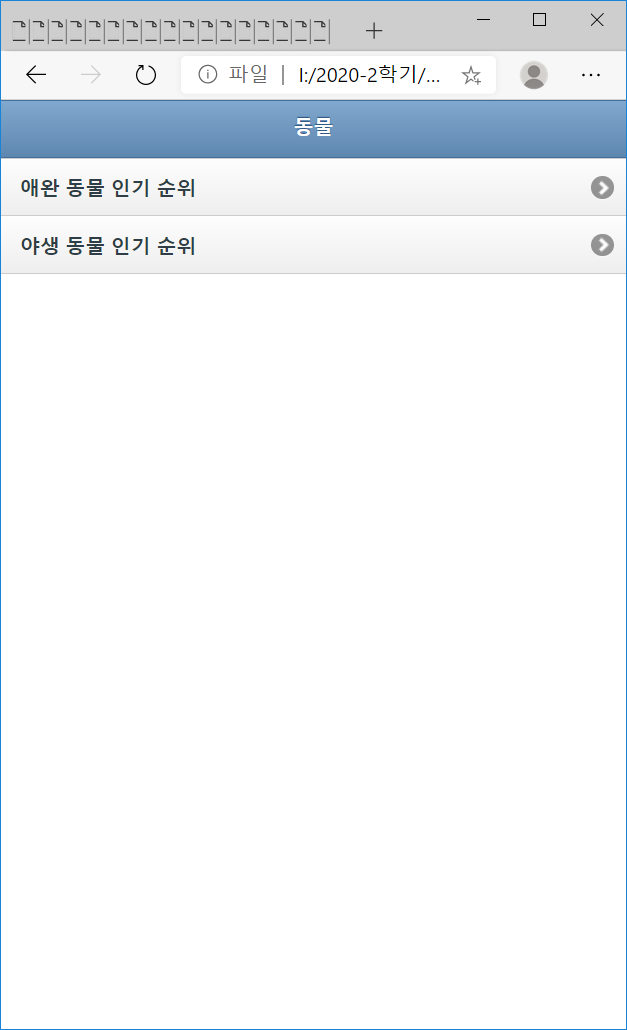 파일 | I:/2020-2학기/...
동물
애완 동물 인기 순위
야생 동물 인기 순위